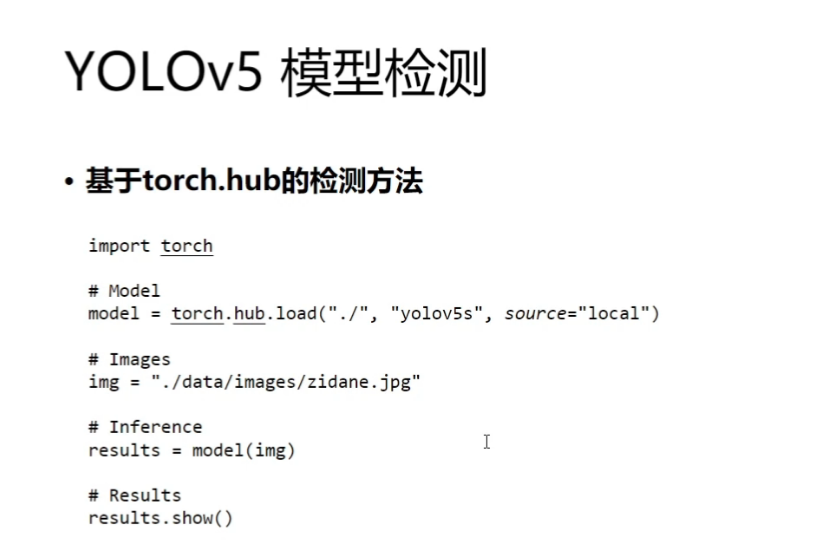 YOLOv5 模型检测
• 基于torch.hub的检测方法
import torch
# Model
model = torch.hub.load("./", "yolov5s", source="local")
# Images
img = "./data/images/zidane.jpg"
# Inference
results = model(img)
# Results
results.show()